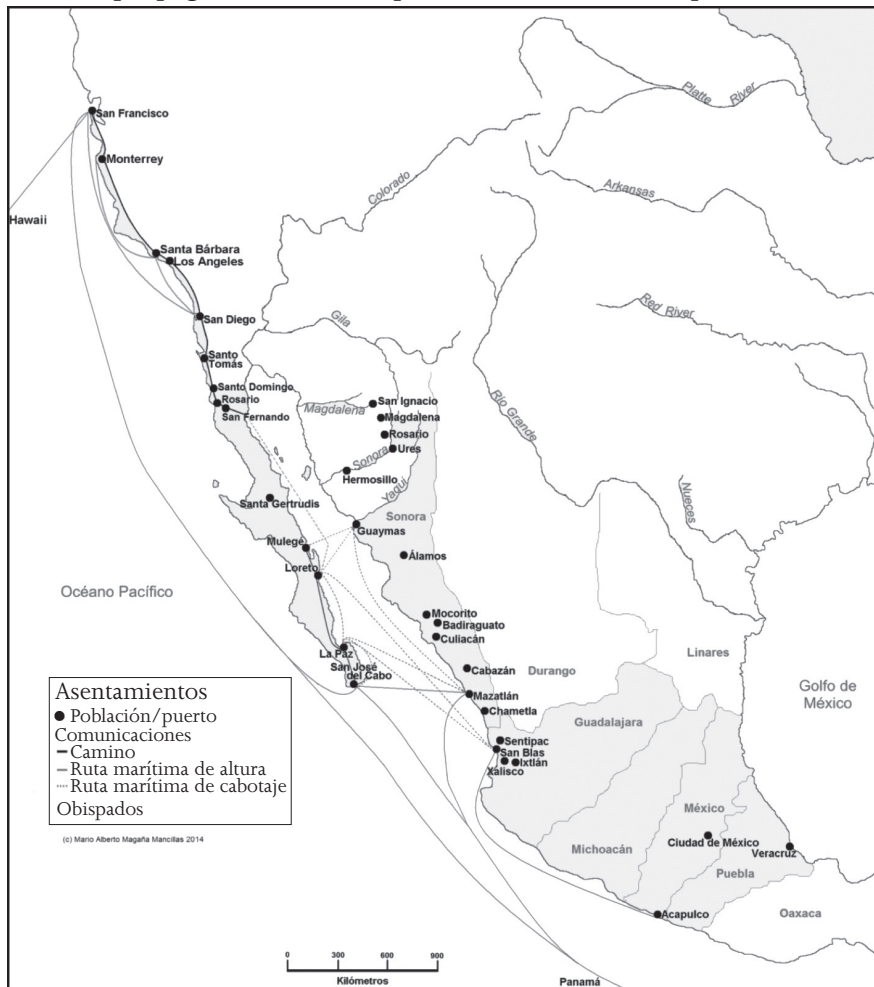 San Francisco
Monterrey
Hawaii
Santa Bárbara
Los Angeles
San Diego
Santo
Tomás
Santo Domingo
Rosario
San Fernando
Santa Gertrudis
Mulegé
Loreto
La Paz
San José
del Cabo
Océano Pacífico
Colorado
Platte River
Arkansas
Red River
Gila
Río Grande
Nueces
Magdalena
San Ignacio
Magdalena
Rosario
Ures
Sonora
Hermosillo
Yaqui
Sonora
Guaymas
Álamos
Mocorito
Badiraguato
Culiacán
Cabazán
Durango
Mazatlán
Chametla
Sentipac
San Blas
Ixtlán
Xalisco
Linares
Guadalajara
Golfo de
México
México
Ciudad de México
Veracruz
Michoacán
Puebla
Acapulco
Oaxaca
Panamá
Asentamientos
Población/puerto
Comunicaciones
Camino
Ruta marítima de altura
Ruta marítima de cabotaje
Obispados
(c) Mario Alberto Magaña Mancillas 2014
0 300 600 900
Kilómetros